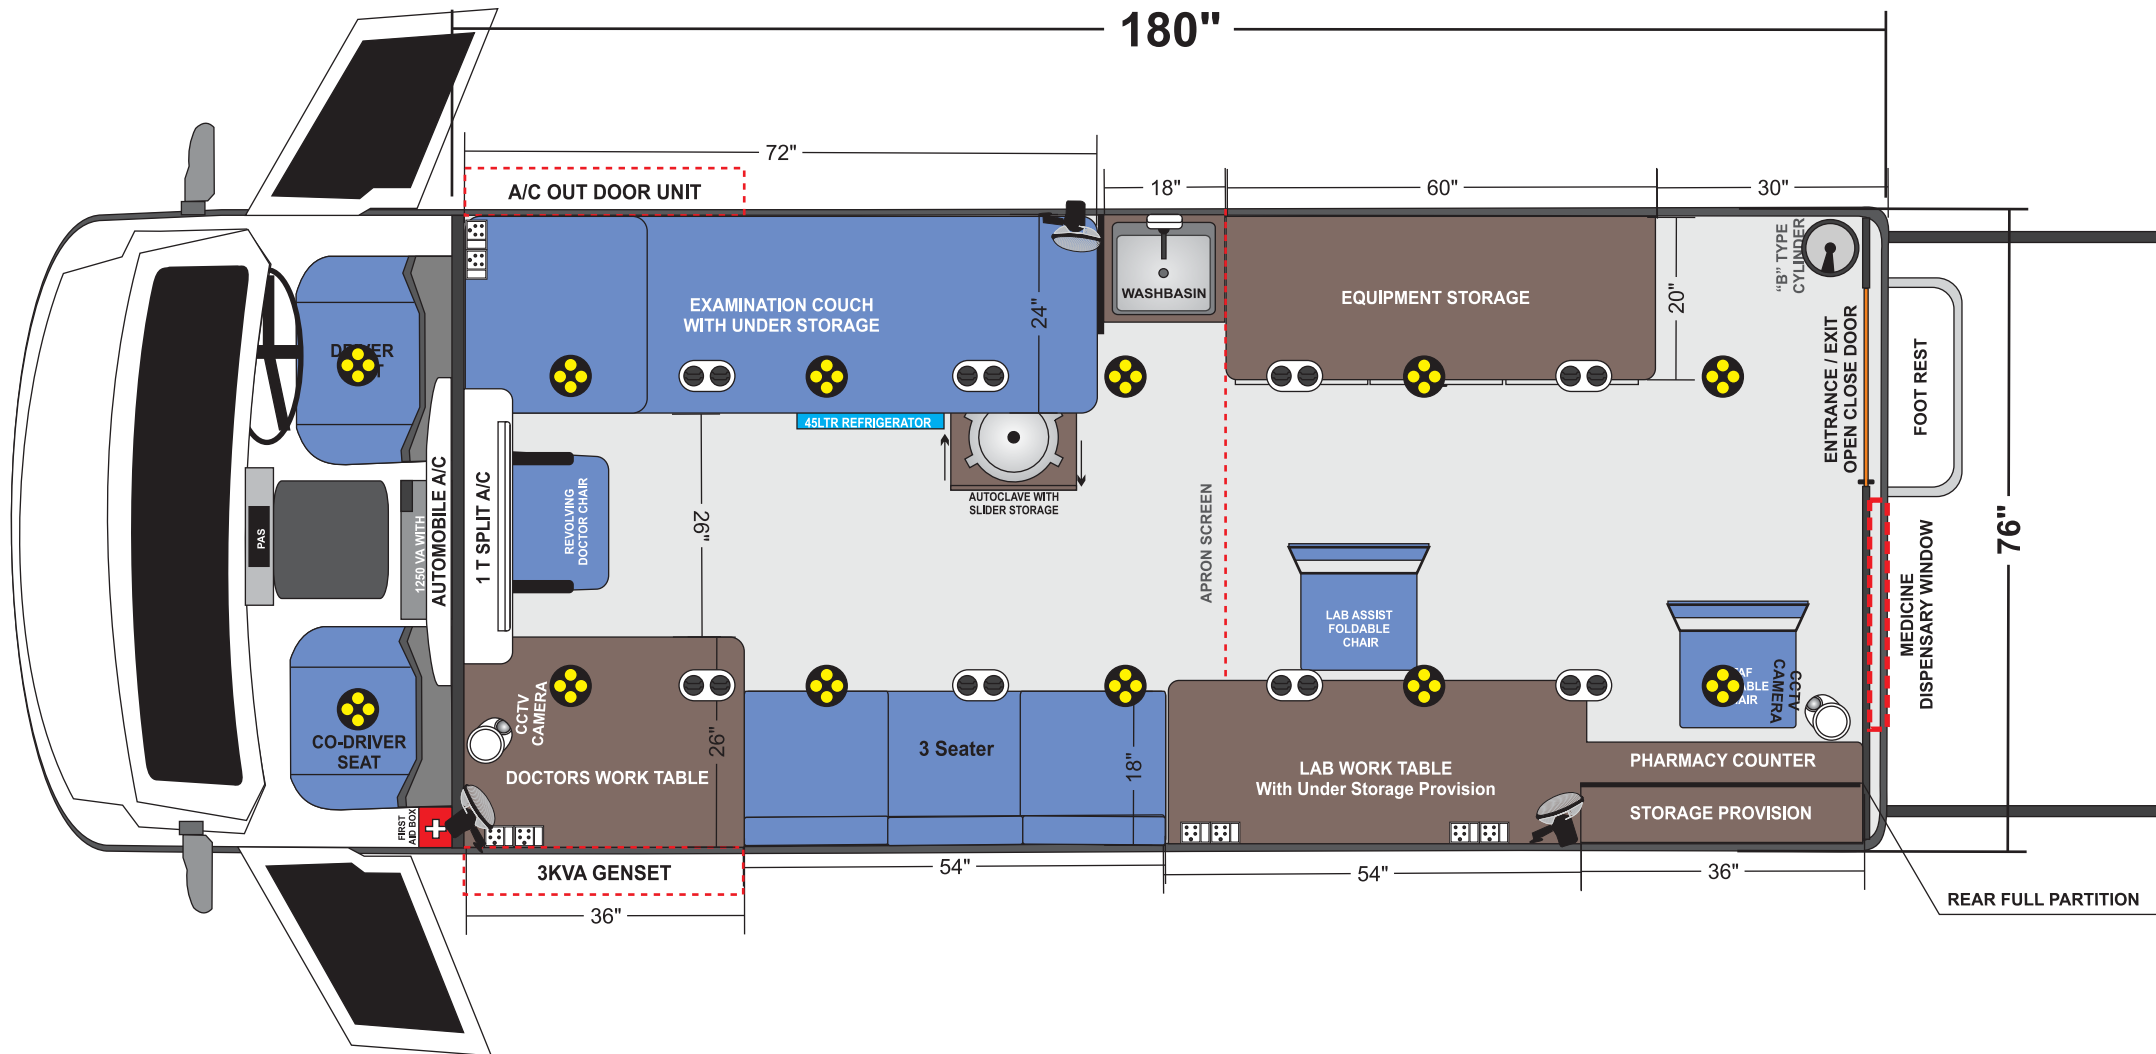 180"
72"
A/C OUT DOOR UNIT
18"
60"
30"
EXAMINATION COUCH
WITH UNDER STORAGE
24"
WASHBASIN
EQUIPMENT STORAGE
20"
"B" TYPE
CYLINDER
ENTRANCE / EXIT
OPEN CLOSE DOOR
FOOT REST
76"
45LTR REFRIGERATOR
AUTOCLAVE WITH
SLIDER STORAGE
26"
REVOLVING
DOCTOR CHAIR
1 T SPLIT A/C
AUTOMOBILE A/C
1250 VA WITH
PAS
APRON SCREEN
LAB ASSIST
FOLDABLE
CHAIR
MEDICINE
DISPENSARY WINDOW
CCTV
CAMERA
CCTV
CAMERA
CO-DRIVER
SEAT
FIRST
AID BOX
DOCTORS WORK TABLE
26"
3 Seater
18"
LAB WORK TABLE
With Under Storage Provision
PHARMACY COUNTER
STORAGE PROVISION
3KVA GENSET
36"
54"
54"
36"
REAR FULL PARTITION